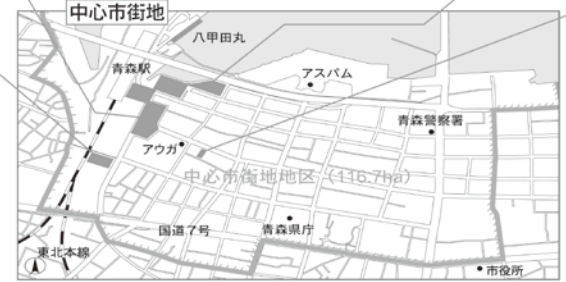 中心市街地
八甲田丸
青森駅
アスパム
青森警察署
アウガ
中心市街地地区（116.7ha）
国道7号
青森県庁
東北本線
市役所